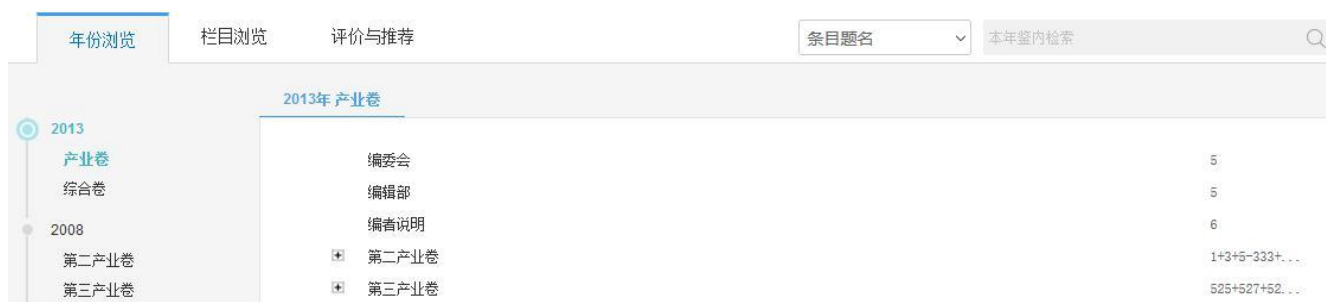 年份浏览 栏目浏览 评价与推荐 条目题名 本年鉴内检索
2013年 产业卷
2013
产业卷 编委会 5
综合卷 编辑部 5
2008 编者说明 6
第二产业卷 第二产业卷 1+3+5-333+...
第三产业卷 第三产业卷 525+527+52...